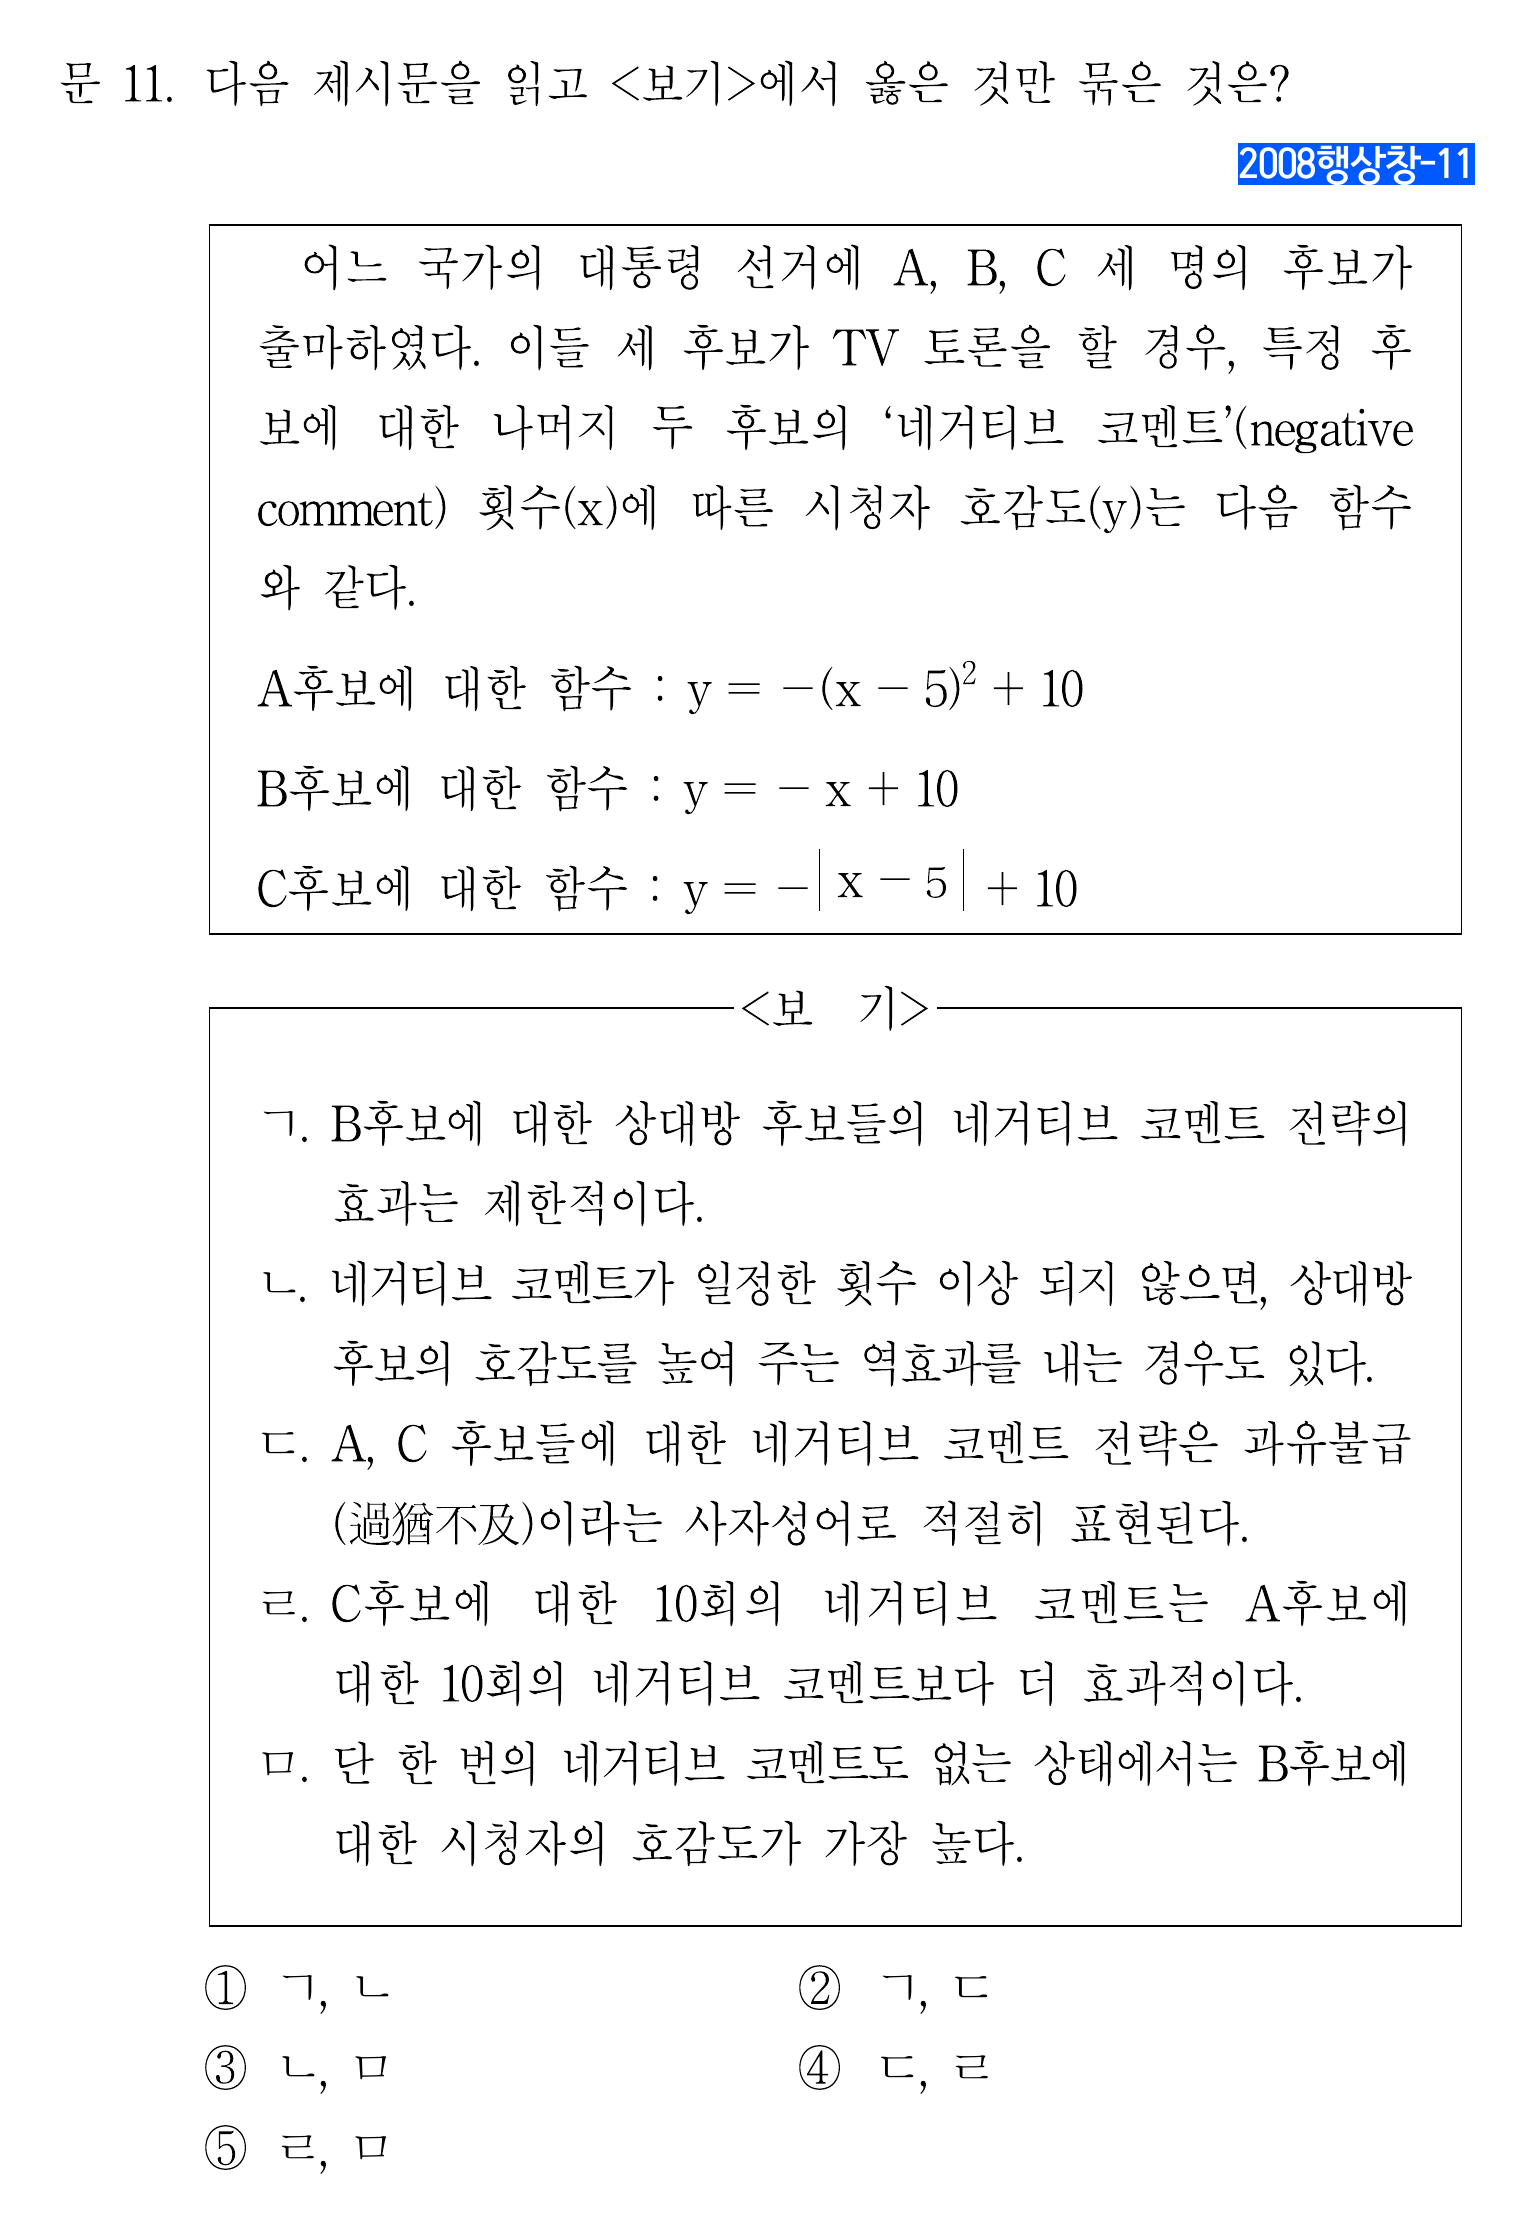 문 11. 다음 제시문을 읽고 <보기>에서 옳은 것만 묶은 것은?
2008행상창-11
어느 국가의 대통령 선거에 A, B, C 세 명의 후보가
출마하였다. 이들 세 후보가 TV 토론을 할 경우, 특정 후
보에 대한 나머지 두 후보의 ‘네거티브 코멘트’(negative
comment) 횟수(x)에 따른 시청자 호감도(y)는 다음 함수
와 같다.
A후보에 대한 함수 : y = −(x − 5)² + 10
B후보에 대한 함수 : y = − x + 10
C후보에 대한 함수 : y = −| x − 5 | + 10
<보 기>
ㄱ. B후보에 대한 상대방 후보들의 네거티브 코멘트 전략의
효과는 제한적이다.
ㄴ. 네거티브 코멘트가 일정한 횟수 이상 되지 않으면, 상대방
후보의 호감도를 높여 주는 역효과를 내는 경우도 있다.
ㄷ. A, C 후보들에 대한 네거티브 코멘트 전략은 과유불급
(過猶不及)이라는 사자성어로 적절히 표현된다.
ㄹ. C후보에 대한 10회의 네거티브 코멘트는 A후보에
대한 10회의 네거티브 코멘트보다 더 효과적이다.
ㅁ. 단 한 번의 네거티브 코멘트도 없는 상태에서는 B후보에
대한 시청자의 호감도가 가장 높다.
① ㄱ, ㄴ ② ㄱ, ㄷ
③ ㄴ, ㅁ ④ ㄷ, ㄹ
⑤ ㄹ, ㅁ